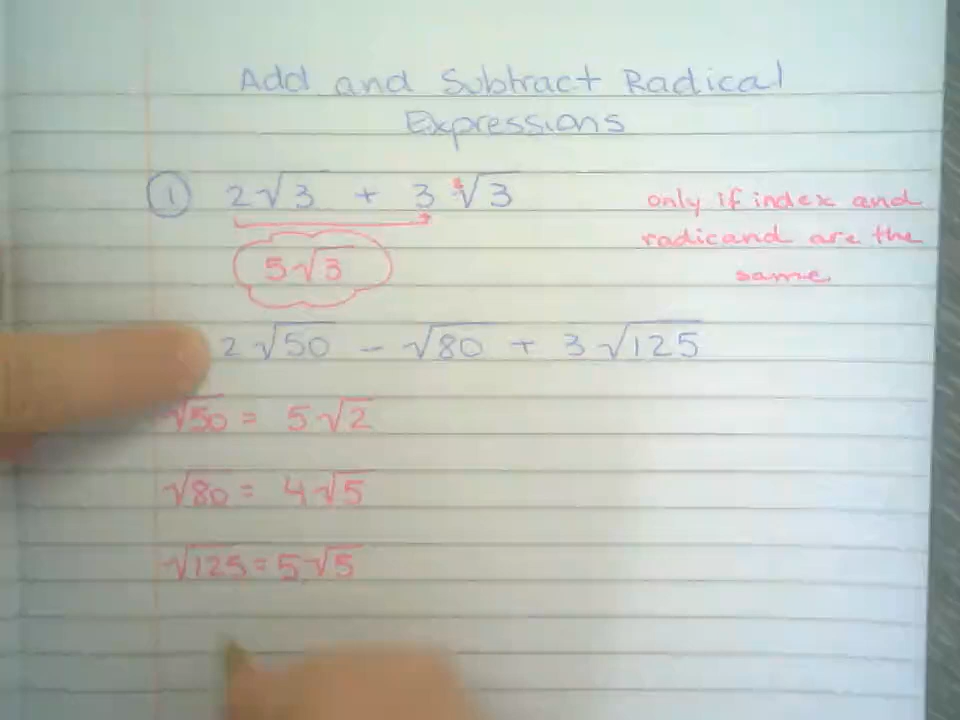 Add and Subtract Radical
Expressions
① 2√3 + 3√3
only if index and
radicand are the
same
5√3
2√50 - √80 + 3√125
√50 = 5√2
√80 = 4√5
√125 = 5√5